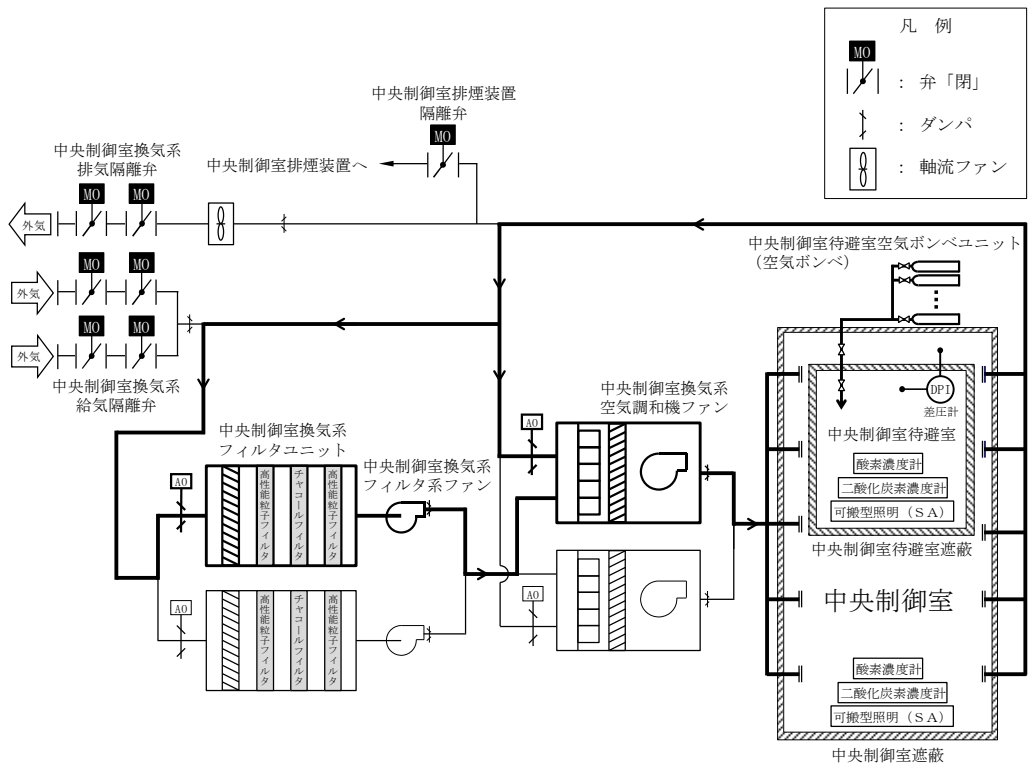 凡 例
MO
: 弁「閉」
: ダンパ
: 軸流ファン
中央制御室排煙装置
隔離弁
MO
中央制御室排煙装置へ
中央制御室換気系
排気隔離弁
MO
MO
外気
MO
MO
外気
MO
MO
外気
中央制御室換気系
給気隔離弁
中央制御室待避室空気ボンベユニット
(空気ボンベ)
DPI
差圧計
中央制御室待避室
酸素濃度計
二酸化炭素濃度計
可搬型照明(SA)
中央制御室待避室遮蔽
中央制御室
酸素濃度計
二酸化炭素濃度計
可搬型照明(SA)
中央制御室遮蔽
中央制御室換気系
空気調和機ファン
AO
AO
中央制御室換気系
フィルタユニット
AO
高性能粒子フィルタ
チャコールフィルタ
高性能粒子フィルタ
中央制御室換気系
フィルタ系ファン
AO
高性能粒子フィルタ
チャコールフィルタ
高性能粒子フィルタ